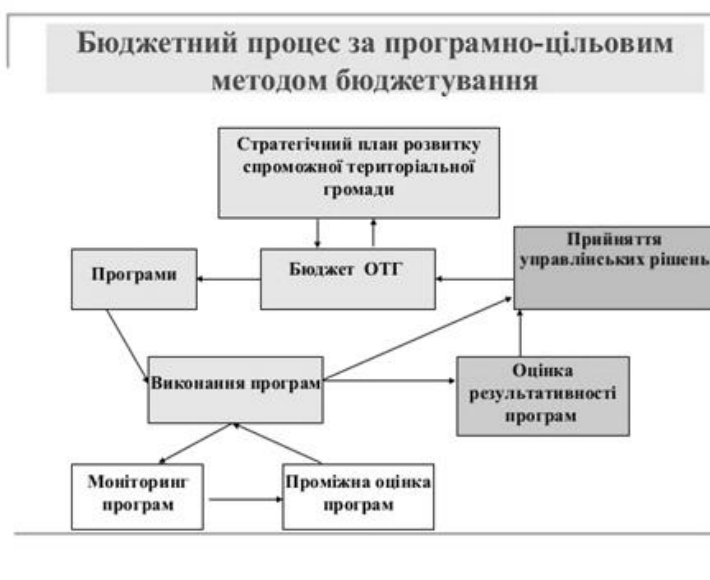 Бюджетний процес за програмно-цільовим
методом бюджетування
Стратегічний план розвитку
спроможної територіальної
громади
Прийняття
управлінських рішень
Програми
Бюджет ОТГ
Виконання програм
Оцінка
результативності
програм
Моніторинг
програм
Проміжна оцінка
програм